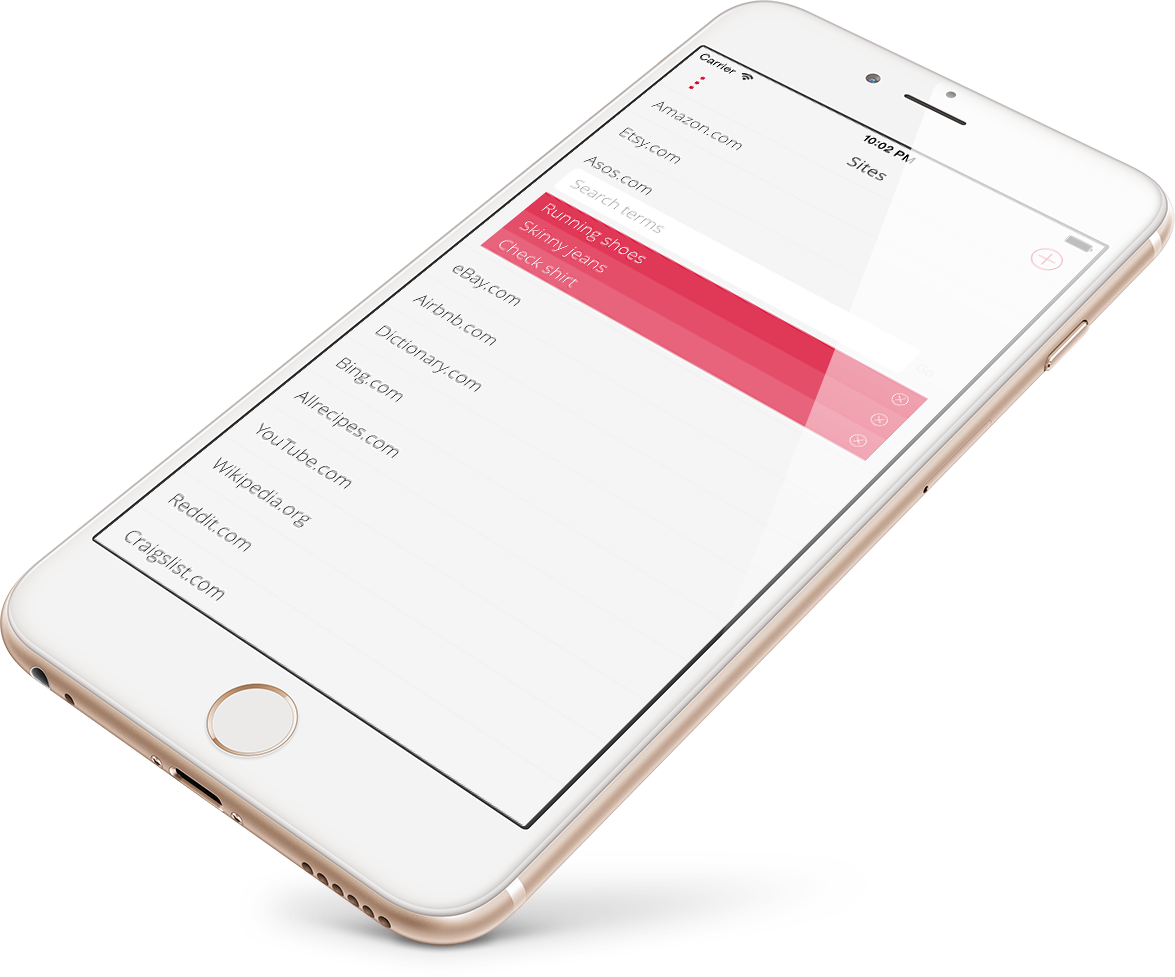 Carrier
10:02 PM
Sites
Amazon.com
Etsy.com
Asos.com
Search terms
Running shoes
Skinny jeans
Check shirt
eBay.com
Airbnb.com
Dictionary.com
Bing.com
Allrecipes.com
YouTube.com
Wikipedia.org
Reddit.com
Craigslist.com